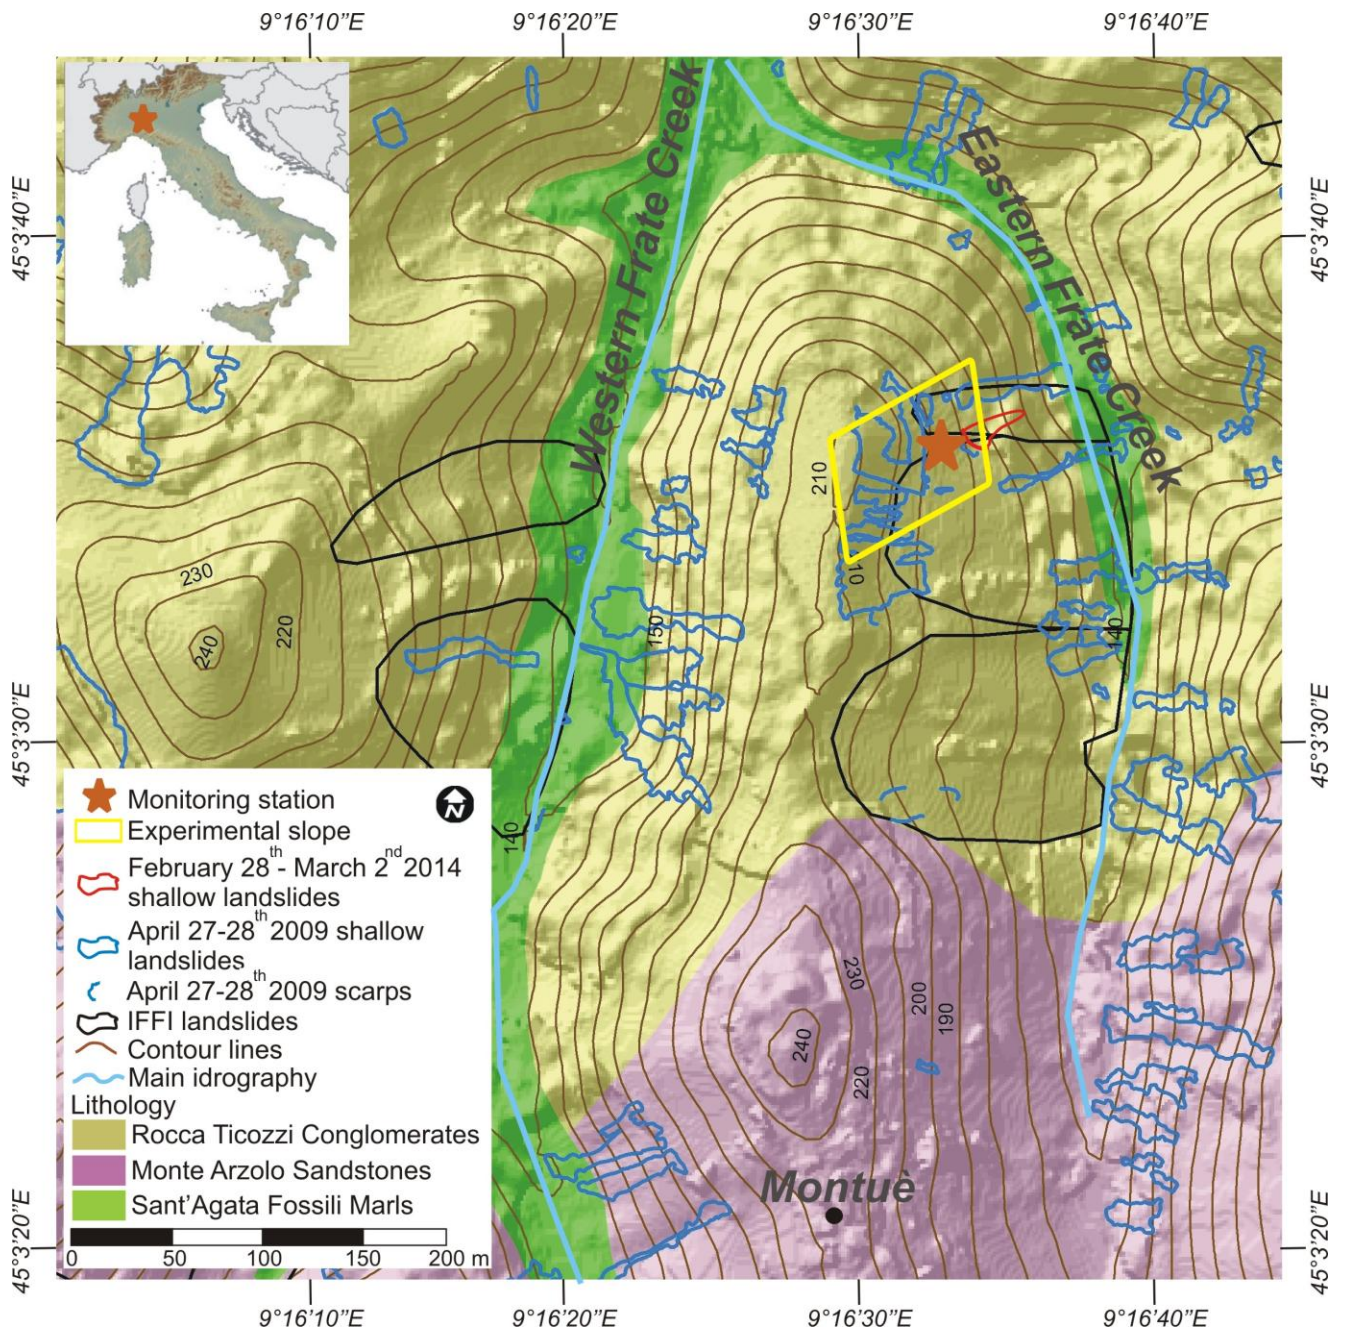 9°16'10"E 9°16'20"E 9°16'30"E 9°16'40"E
45°3'40"E
45°3'40"E
Western Frate Creek
Eastern Frate Creek
210
10
230
220
240
150
140
45°3'30"E
45°3'30"E
Monitoring station
N
Experimental slope
February 28th - March 2nd 2014
shallow landslides
April 27-28th 2009 shallow
landslides
April 27-28th 2009 scarps
IFFI landslides
Contour lines
Main idrography
Lithology
Rocca Ticozzi Conglomerates
Monte Arzolo Sandstones
Sant'Agata Fossili Marls
0 50 100 150 200 m
140
230
200
190
240
220
Montuè
45°3'20"E
45°3'20"E
9°16'10"E 9°16'20"E 9°16'30"E 9°16'40"E